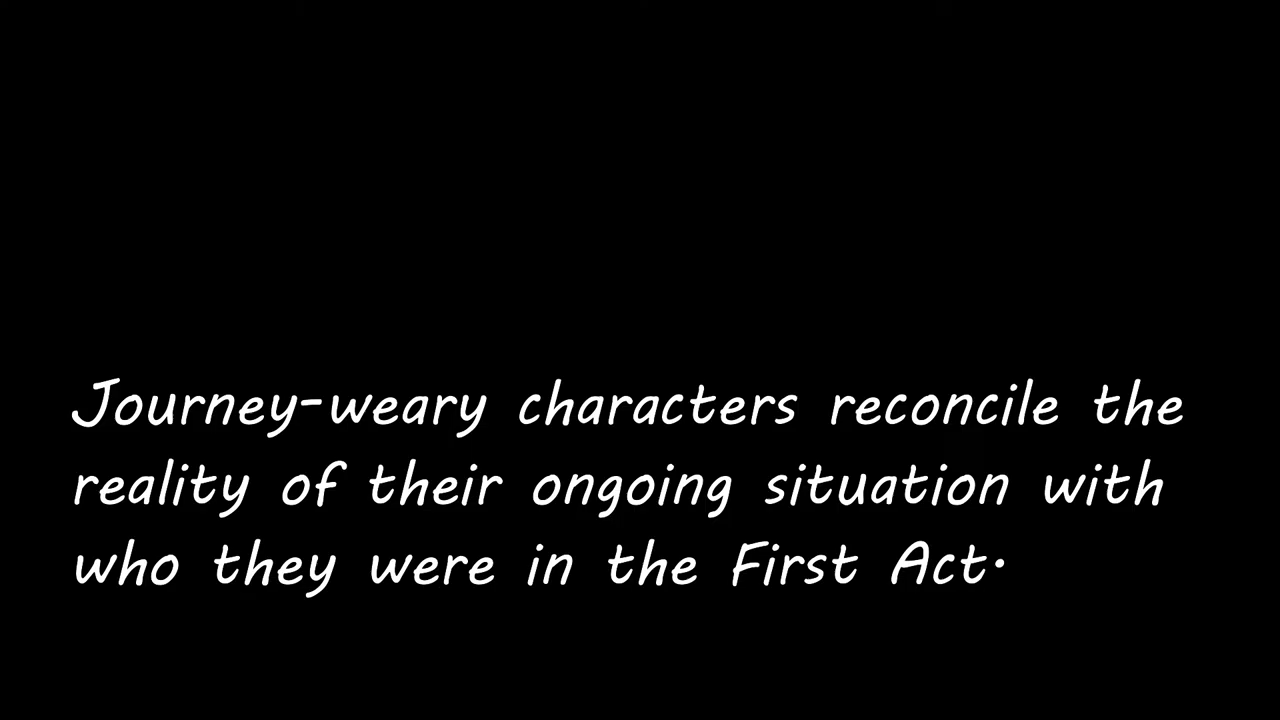 Journey-weary characters reconcile the
reality of their ongoing situation with
who they were in the First Act.